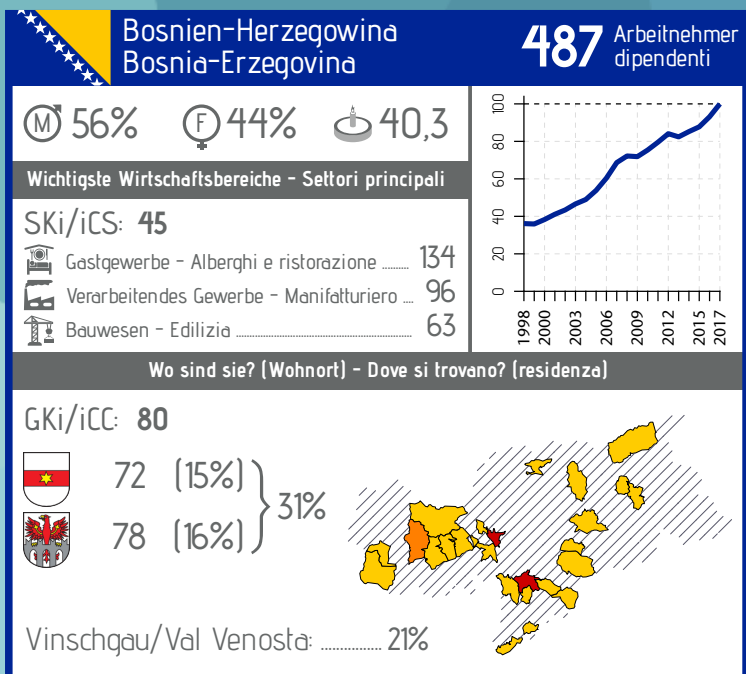 Bosnien-Herzegowina
Bosnia-Erzegovina
487 Arbeitnehmer dipendenti
M 56% F 44% 40,3
Wichtigste Wirtschaftsbereiche - Settori principali
SKi/iCS: 45
Gastgewerbe - Alberghi e ristorazione ......... 134
Verarbeitendes Gewerbe - Manifatturiero .... 96
Bauwesen - Edilizia .................................................. 63
100
80
60
40
20
0
1998 2000 2003 2006 2009 2012 2015 2017
Wo sind sie? (Wohnort) - Dove si trovano? (residenza)
GKi/iCC: 80
72 (15%)
78 (16%)
31%
Vinschgau/Val Venosta: ................ 21%